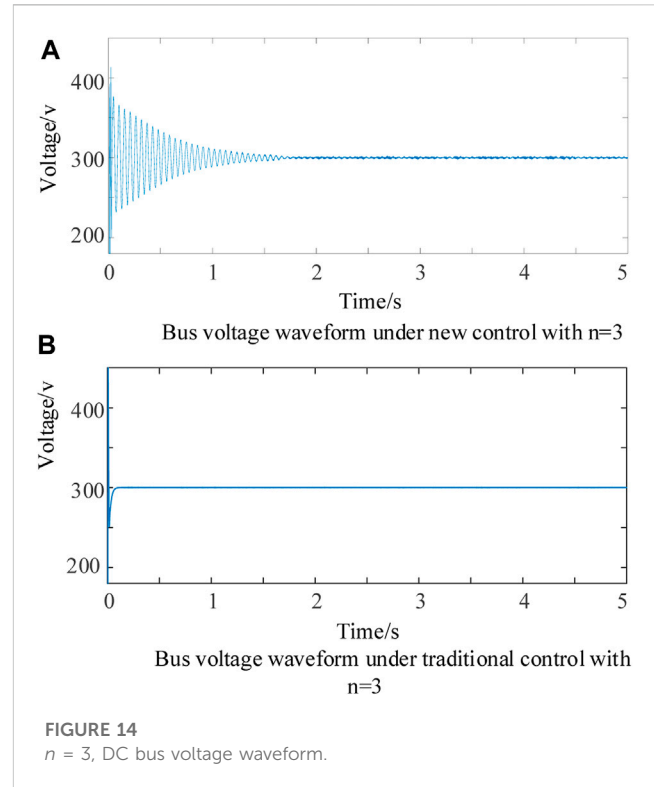 A
400
300
200
Voltage/v
0 1 2 3 4 5
Time/s
Bus voltage waveform under new control with n=3
B
400
300
200
Voltage/v
0 1 2 3 4 5
Time/s
Bus voltage waveform under traditional control with
n=3
FIGURE 14
n = 3, DC bus voltage waveform.